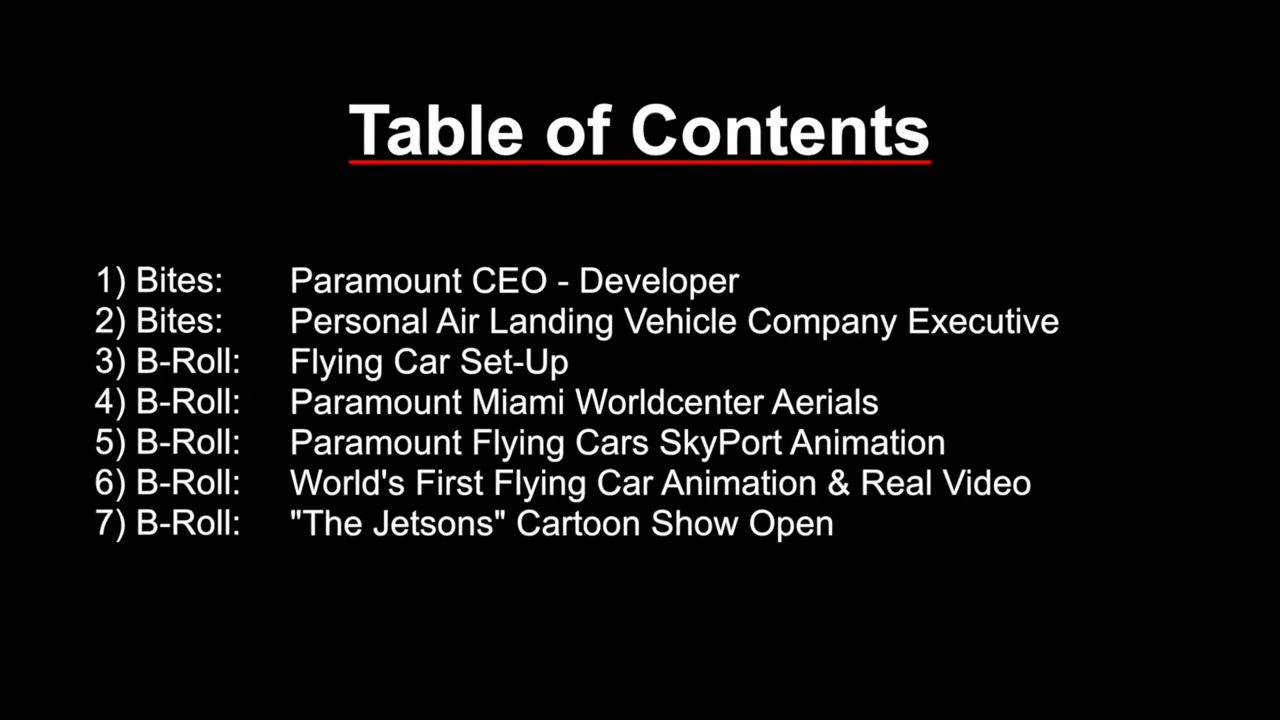 Table of Contents
1) Bites: Paramount CEO - Developer
2) Bites: Personal Air Landing Vehicle Company Executive
3) B-Roll: Flying Car Set-Up
4) B-Roll: Paramount Miami Worldcenter Aerials
5) B-Roll: Paramount Flying Cars SkyPort Animation
6) B-Roll: World's First Flying Car Animation & Real Video
7) B-Roll: "The Jetsons" Cartoon Show Open